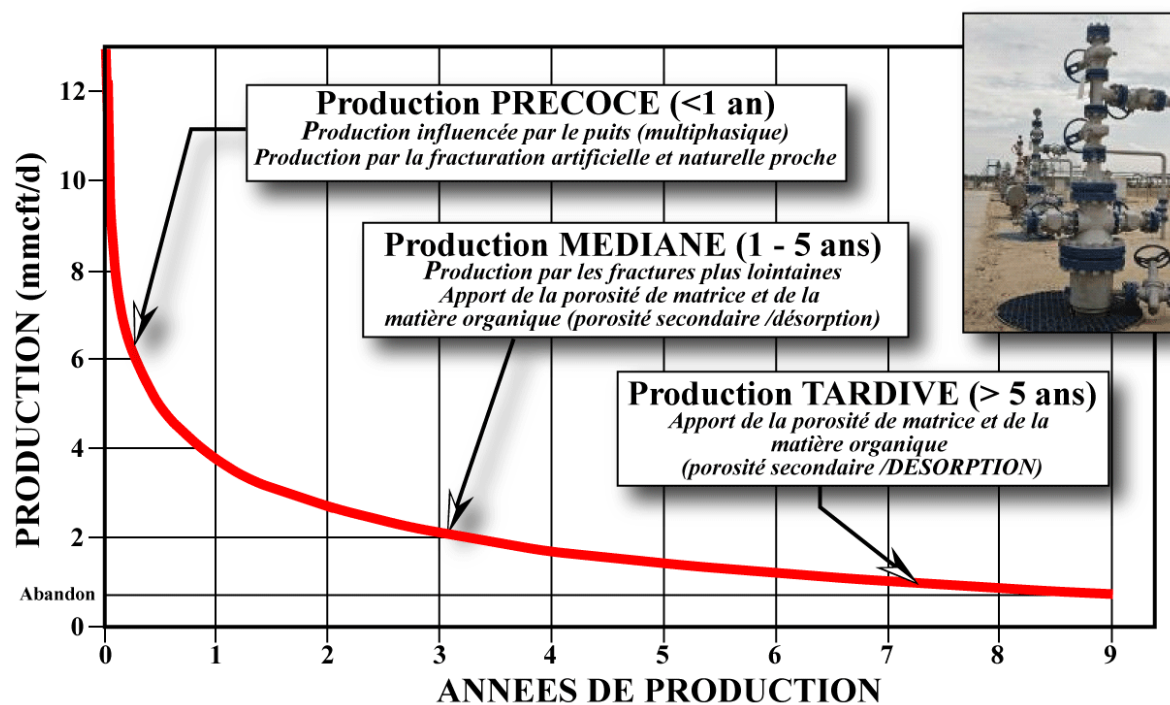 PRODUCTION (mmcft/d)
12
10
8
6
4
2
Abandon
0
Production PRECOCE (<1 an)
Production influencée par le puits (multiphasique)
Production par la fracturation artificielle et naturelle proche
Production MEDIANE (1 - 5 ans)
Production par les fractures plus lointaines
Apport de la porosité de matrice et de la
matière organique (porosité secondaire /désorption)
Production TARDIVE (> 5 ans)
Apport de la porosité de matrice et de la
matière organique
(porosité secondaire /DESORPTION)
0 1 2 3 4 5 6 7 8 9
ANNEES DE PRODUCTION